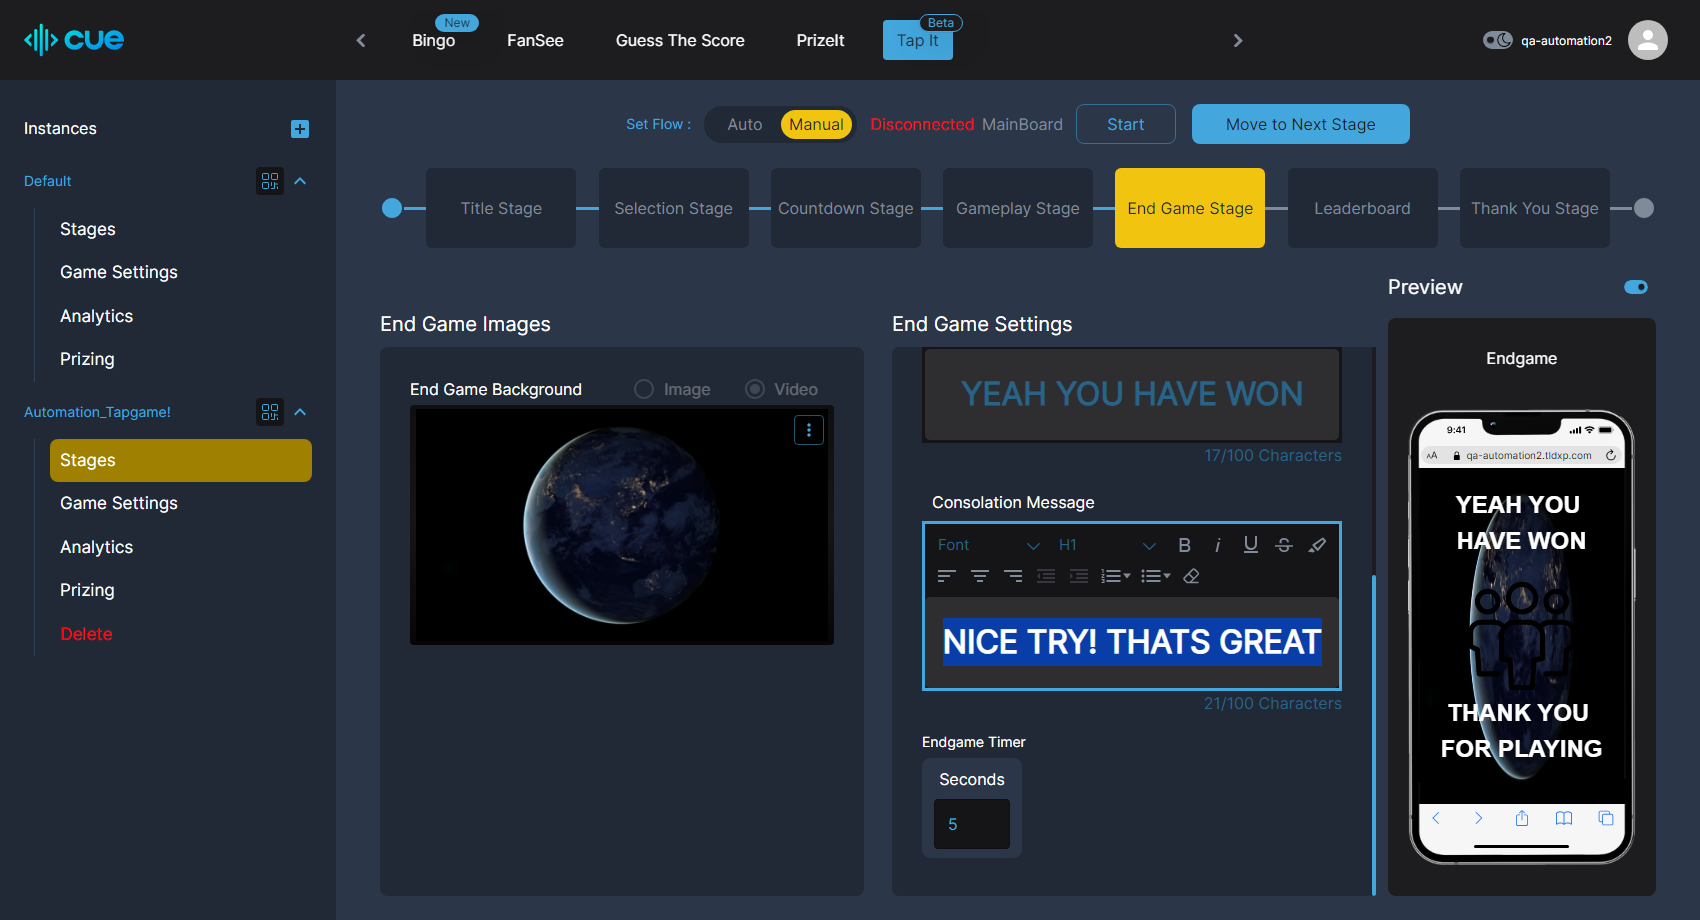 cue
New
Bingo
FanSee
Guess The Score
PrizeIt
Beta
Tap It
qa-automation2
Instances
Default
Stages
Game Settings
Analytics
Prizing
Automation_Tapgame!
Stages
Game Settings
Analytics
Prizing
Delete
Set Flow :
Auto
Manual
Disconnected MainBoard
Start
Move to Next Stage
Title Stage
Selection Stage
Countdown Stage
Gameplay Stage
End Game Stage
Leaderboard
Thank You Stage
End Game Images
End Game Background
Image
Video
End Game Settings
YEAH YOU HAVE WON
17/100 Characters
Consolation Message
Font
H1
B
i
U
S
NICE TRY! THATS GREAT
21/100 Characters
Endgame Timer
Seconds
5
Preview
Endgame
9:41
AA
qa-automation2.tldxp.com
YEAH YOU
HAVE WON
THANK YOU
FOR PLAYING